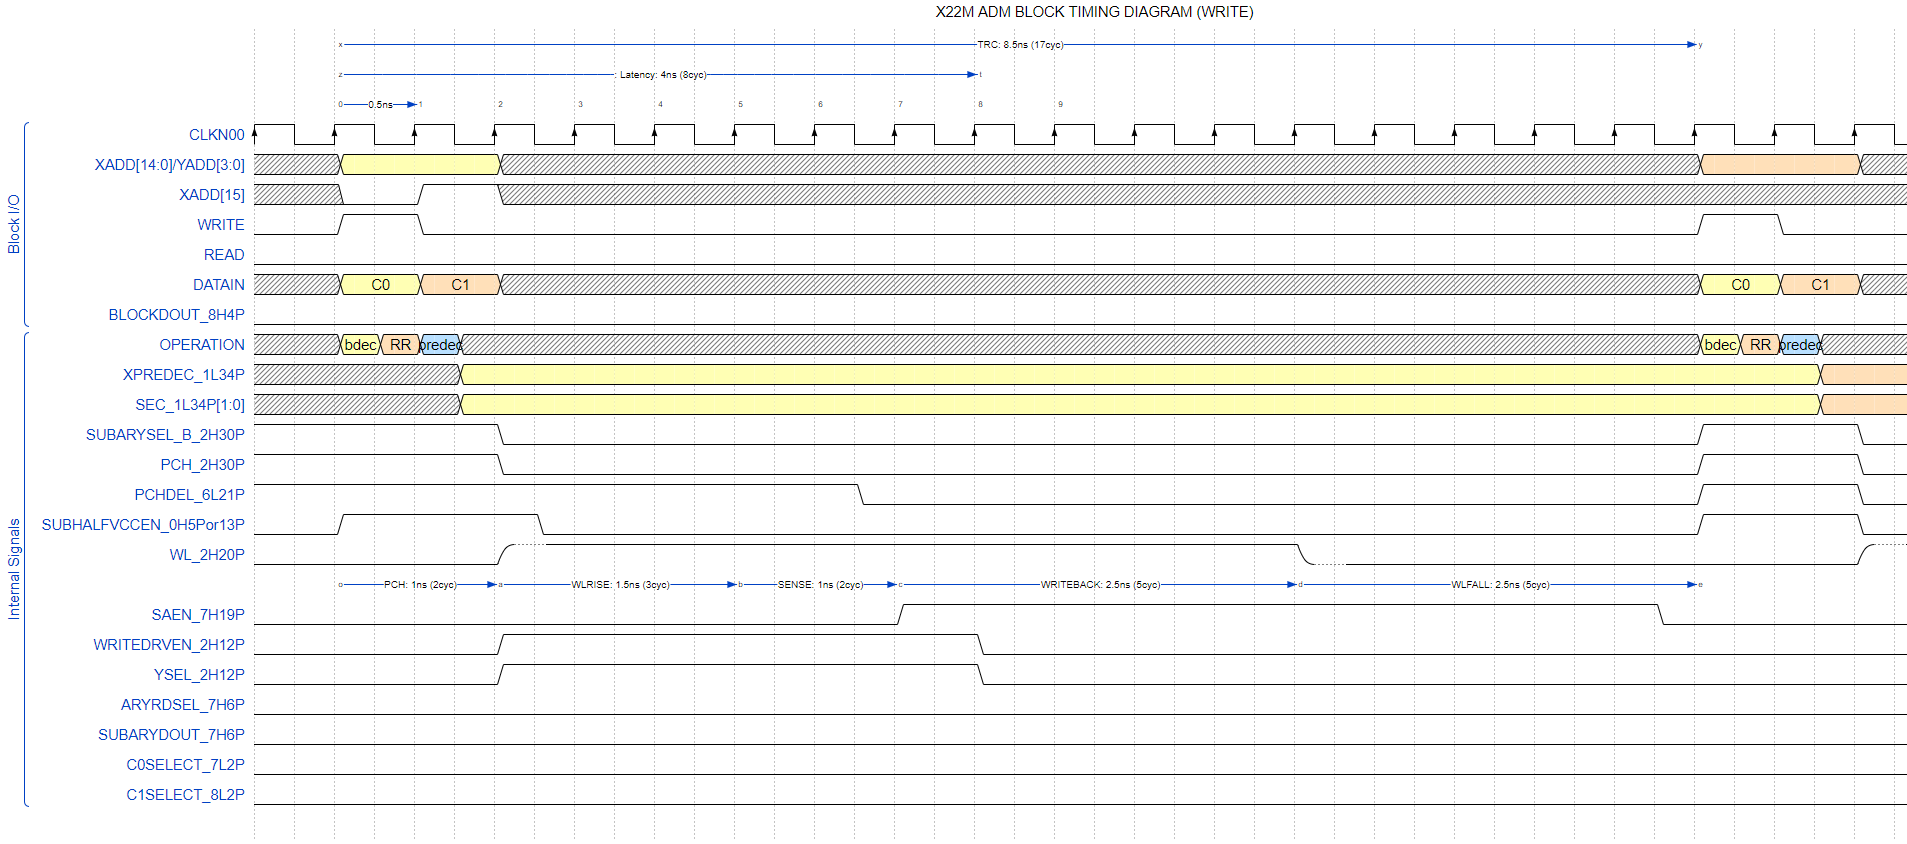 X22M ADM BLOCK TIMING DIAGRAM (WRITE)
x TRC: 8.5ns (17cyc) y
z : Latency: 4ns (8cyc) t
0 0.5ns 1 2 3 4 5 6 7 8 9
Block I/O
CLKN00
XADD[14:0]/YADD[3:0]
XADD[15]
WRITE
READ
DATAIN C0 C1 C0 C1
BLOCKDOUT_8H4P
Internal Signals
OPERATION bdec RR predec bdec RR predec
XPREDEC_1L34P
SEC_1L34P[1:0]
SUBARYSEL_B_2H30P
PCH_2H30P
PCHDEL_6L21P
SUBHALFVCCEN_0H5Por13P
WL_2H20P
o PCH: 1ns (2cyc) a WLRISE: 1.5ns (3cyc) b SENSE: 1ns (2cyc) c WRITEBACK: 2.5ns (5cyc) d WLFALL: 2.5ns (5cyc) e
SAEN_7H19P
WRITEDRVEN_2H12P
YSEL_2H12P
ARYRDSEL_7H6P
SUBARYDOUT_7H6P
C0SELECT_7L2P
C1SELECT_8L2P